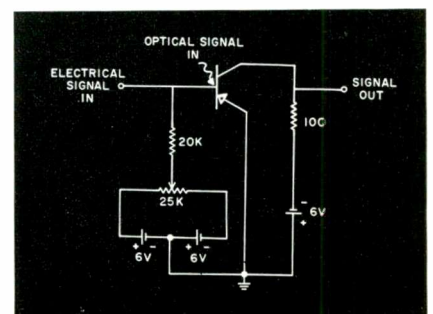 OPTICAL SIGNAL
IN
ELECTRICAL
SIGNAL
IN
SIGNAL
OUT
20K
100
25K
- 6V +
+ - + -
6V 6V